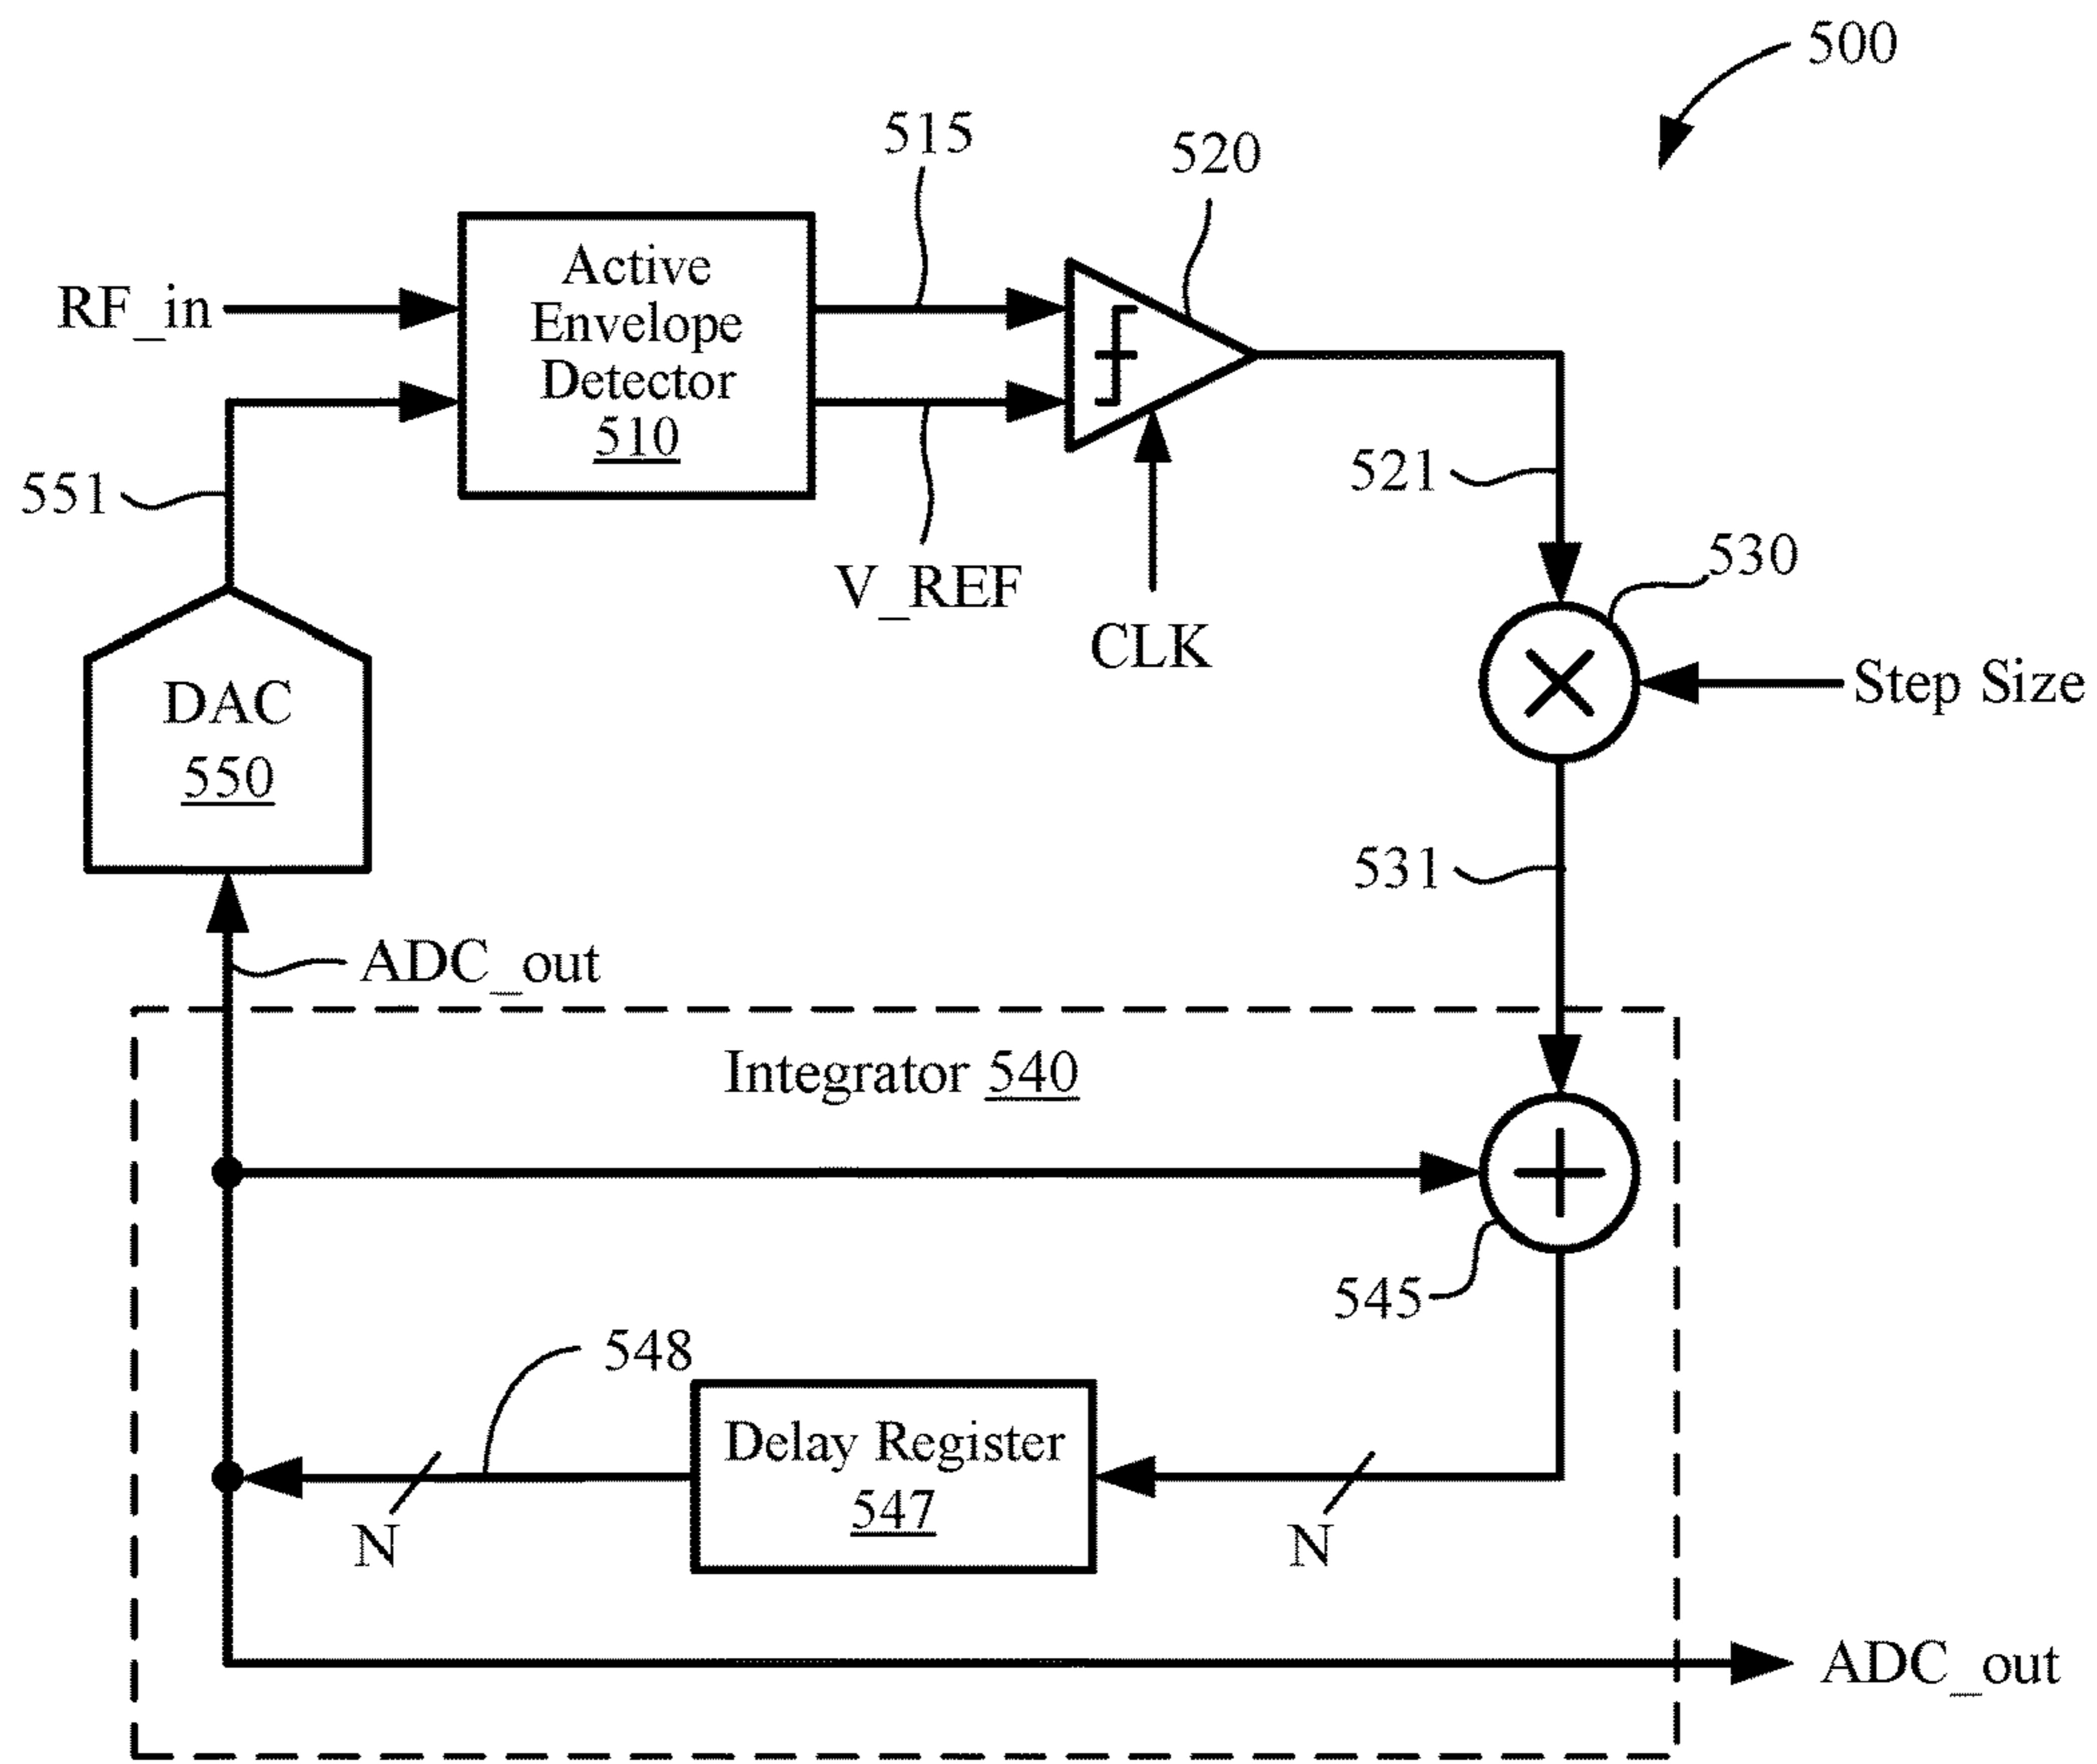 500
515
520
RF_in
Active
Envelope
Detector
510
551
V_REF
CLK
521
530
Step Size
DAC
550
531
ADC_out
Integrator 540
545
548
Delay Register
547
N
N
ADC_out